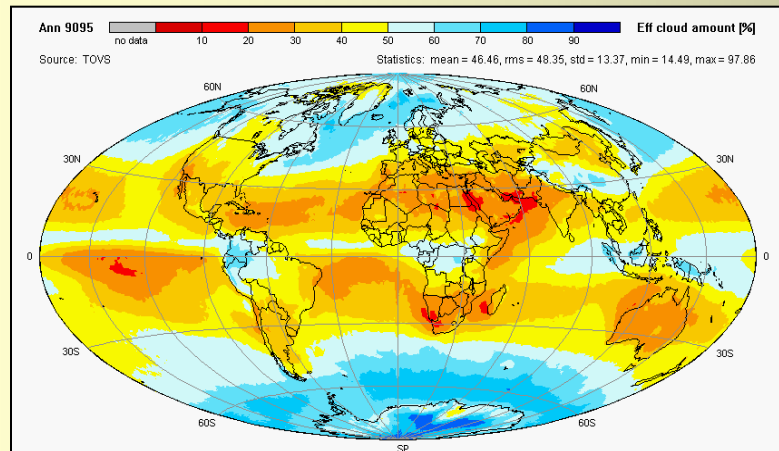 Ann 9095
Eff cloud amount [%]
no data 10 20 30 40 50 60 70 80 90
Source: TOVS
Statistics: mean = 46.46, rms = 48.35, std = 13.37, min = 14.49, max = 97.86
60N 60N
30N 30N
0 0
30S 30S
60S 60S
SP